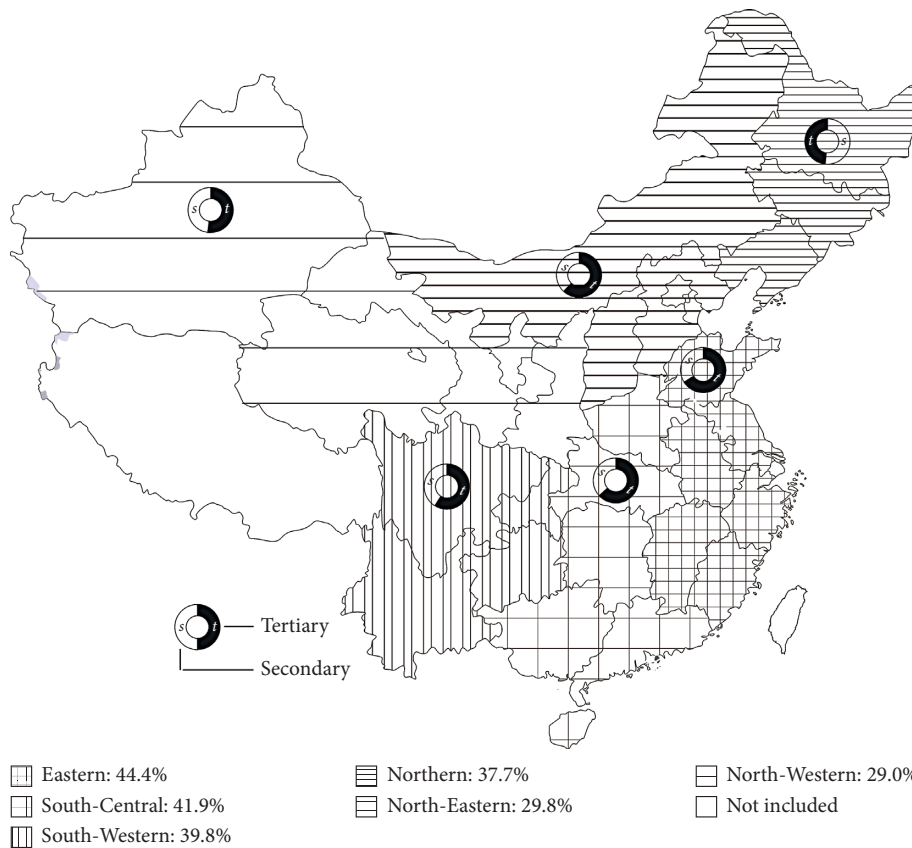 t s
s t
s t
s t
s t
s t
s t
Tertiary
Secondary
Eastern: 44.4%
South-Central: 41.9%
South-Western: 39.8%
Northern: 37.7%
North-Eastern: 29.8%
North-Western: 29.0%
Not included